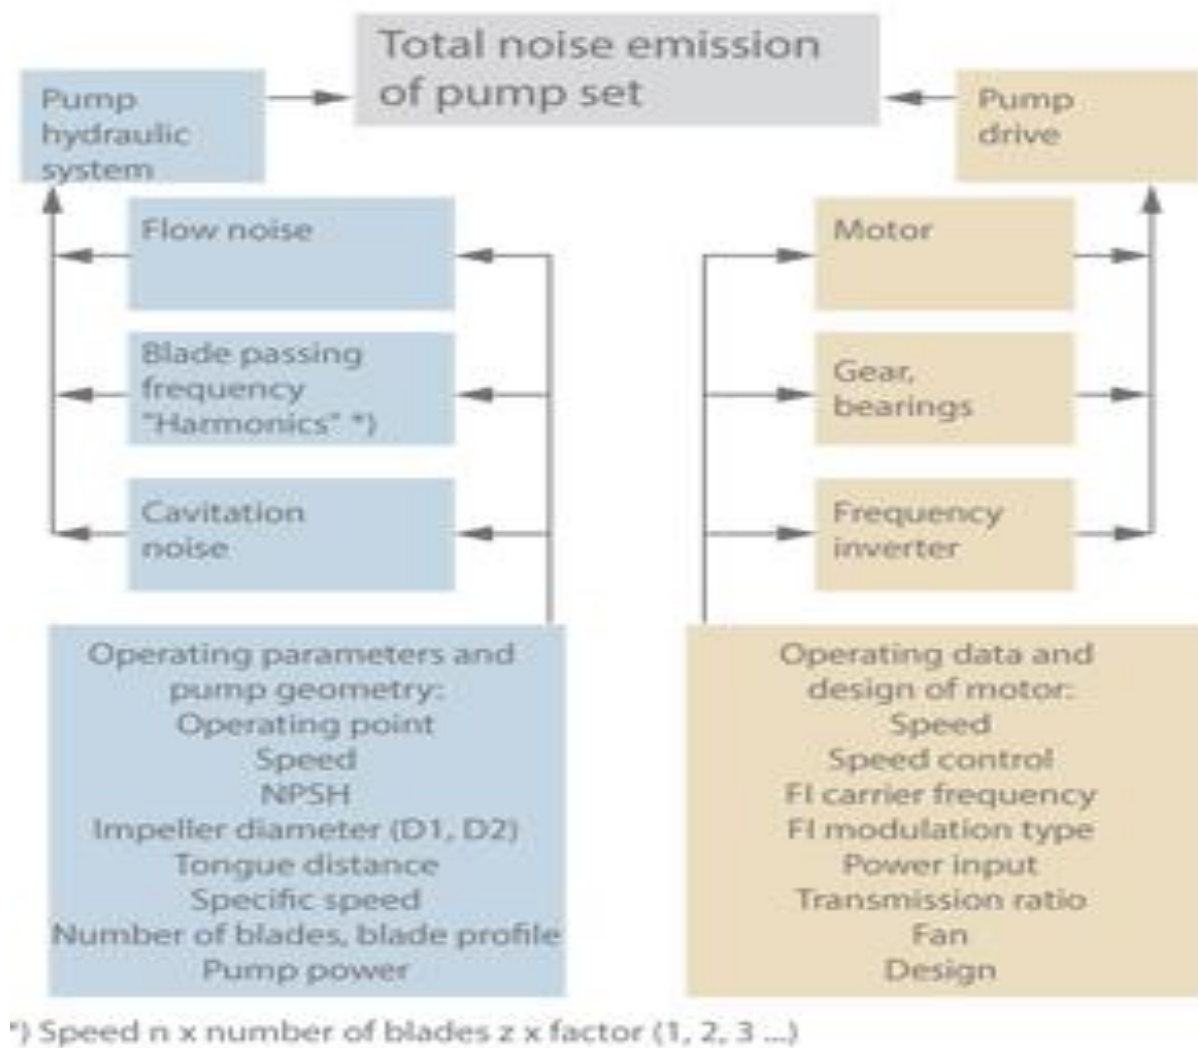 Total noise emission
of pump set
Pump
hydraulic
system
Pump
drive
Flow noise
Blade passing
frequency
"Harmonics" *)
Cavitation
noise
Motor
Gear,
bearings
Frequency
inverter
Operating parameters and
pump geometry:
Operating point
Speed
NPSH
Impeller diameter (D1, D2)
Tongue distance
Specific speed
Number of blades, blade profile
Pump power
Operating data and
design of motor:
Speed
Speed control
FI carrier frequency
FI modulation type
Power input
Transmission ratio
Fan
Design
*) Speed n x number of blades z x factor (1, 2, 3 ...)